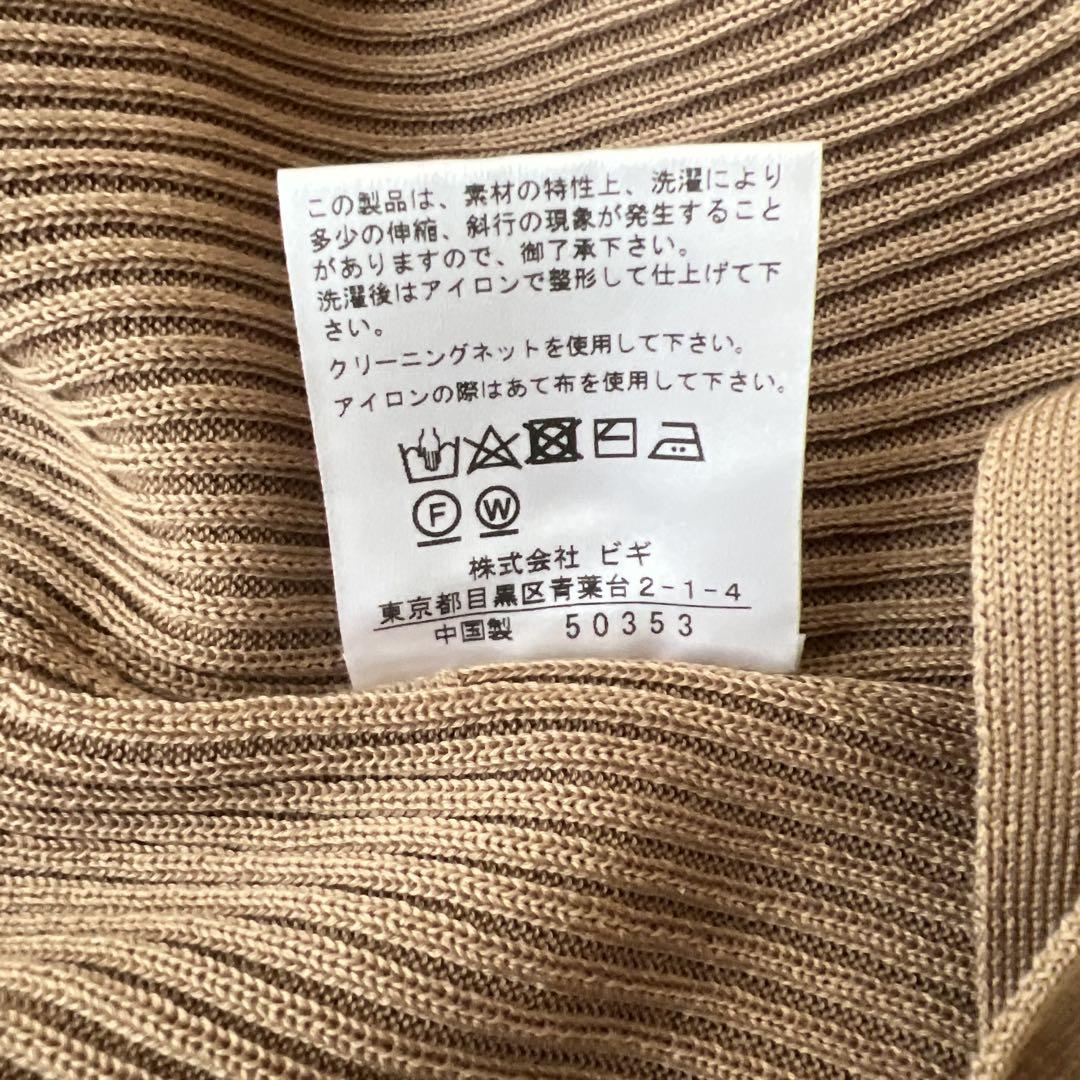 この製品は、素材の特性上、洗濯により
多少の伸縮、斜行の現象が発生すること
がありますので、御了承下さい。
洗濯後はアイロンで整形して仕上げて下
さい。
クリーニングネットを使用して下さい。
アイロンの際はあて布を使用して下さい。
F W
株式会社 ビギ
東京都目黒区青葉台2-1-4
中国製 50353